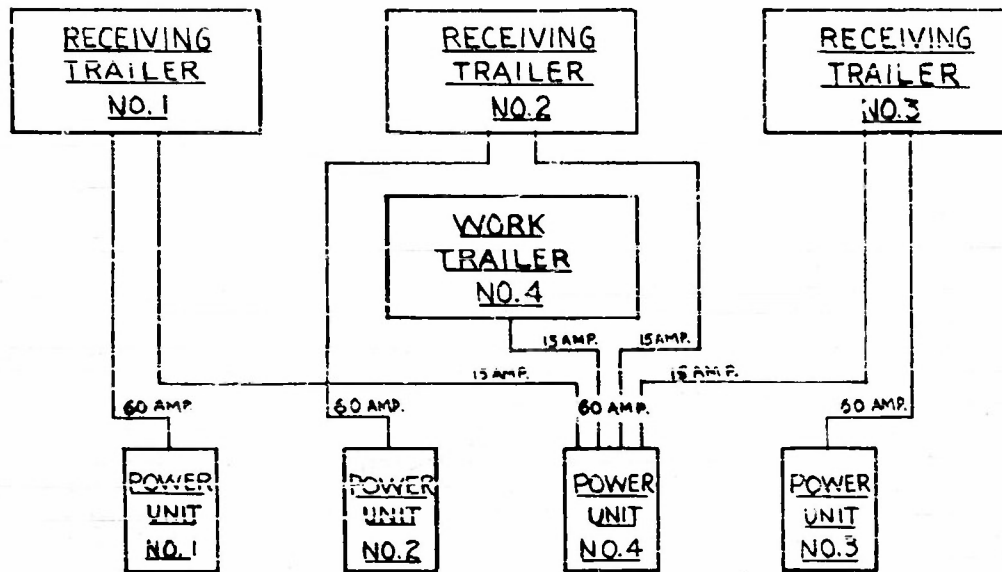 RECEIVING
TRAILER
NO. 1
RECEIVING
TRAILER
NO. 2
RECEIVING
TRAILER
NO. 3
WORK
TRAILER
NO. 4
15 AMP.
15 AMP.
15 AMP.
15 AMP.
60 AMP.
60 AMP.
60 AMP.
60 AMP.
POWER
UNIT
NO. 1
POWER
UNIT
NO. 2
POWER
UNIT
NO. 4
POWER
UNIT
NO. 3